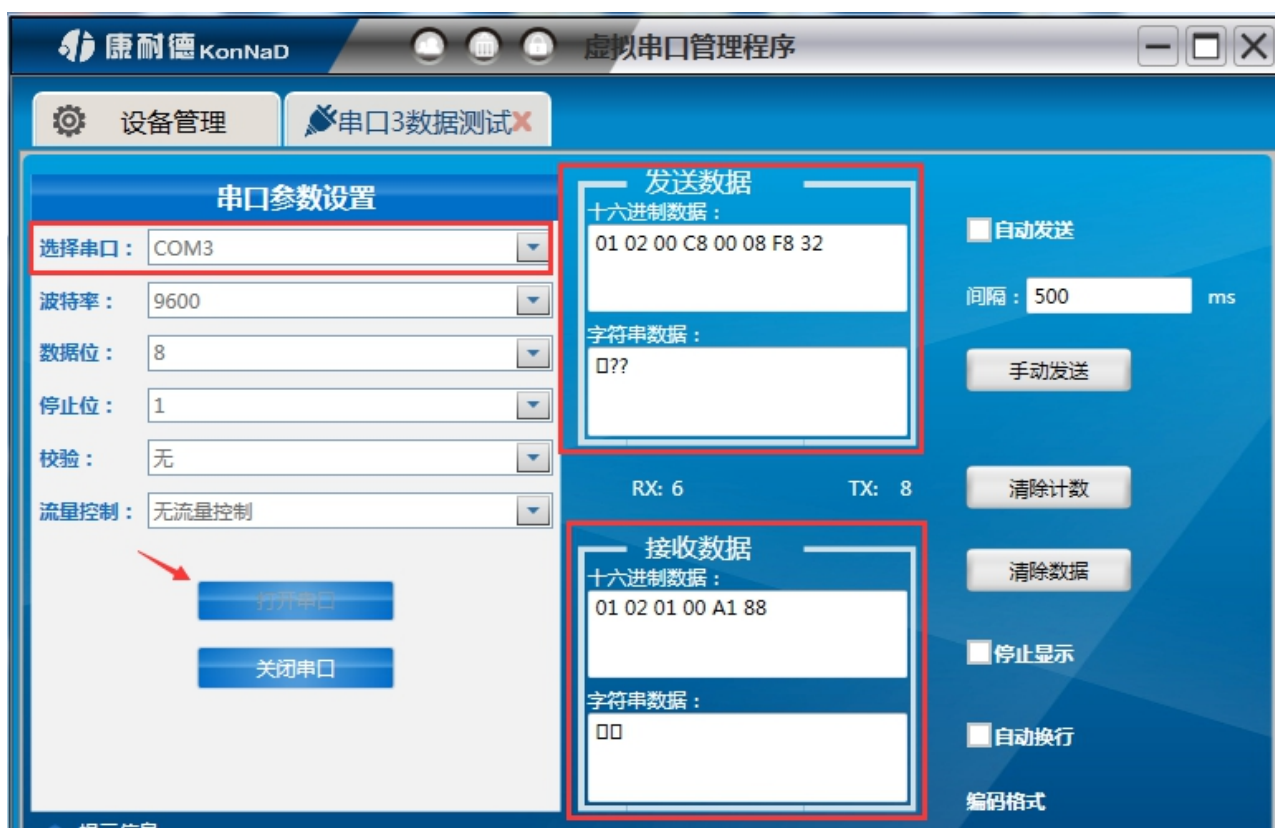 康耐德 KonNaD
虚拟串口管理程序
设备管理
串口3数据测试
串口参数设置
选择串口： COM3
波特率： 9600
数据位： 8
停止位： 1
校验： 无
流量控制： 无流量控制
打开串口
关闭串口
发送数据
十六进制数据：
01 02 00 C8 00 08 F8 32
字符串数据：
□??
RX: 6 TX: 8
接收数据
十六进制数据：
01 02 01 00 A1 88
字符串数据：
□□
自动发送
间隔： 500 ms
手动发送
清除计数
清除数据
停止显示
自动换行
编码格式
提示信息